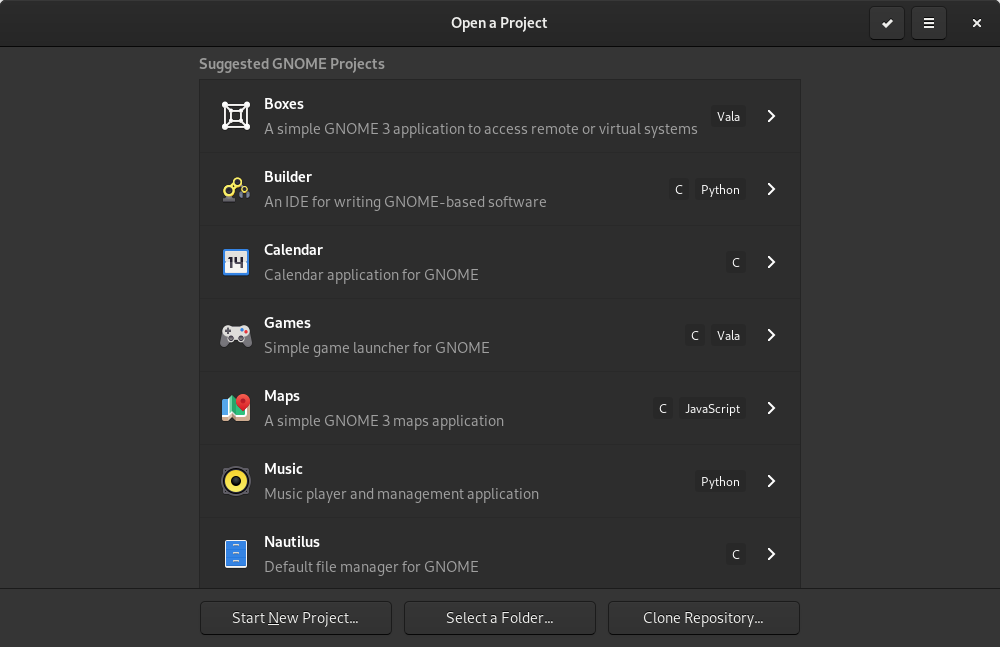 Open a Project
Suggested GNOME Projects
Boxes
A simple GNOME 3 application to access remote or virtual systems
Vala
Builder
An IDE for writing GNOME-based software
C Python
14
Calendar
Calendar application for GNOME
C
Games
Simple game launcher for GNOME
C Vala
Maps
A simple GNOME 3 maps application
C JavaScript
Music
Music player and management application
Python
Nautilus
Default file manager for GNOME
C
Start New Project... Select a Folder... Clone Repository...